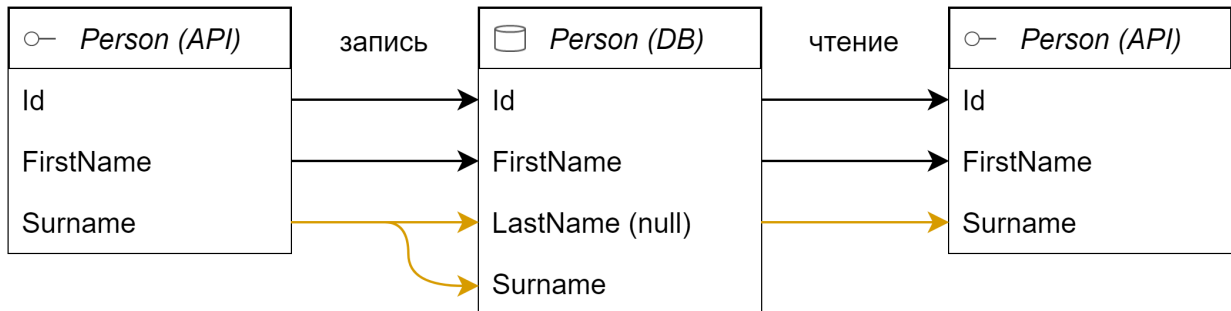 Person (API)
запись
Person (DB)
чтение
Person (API)
Id
Id
Id
FirstName
FirstName
FirstName
Surname
LastName (null)
Surname
Surname